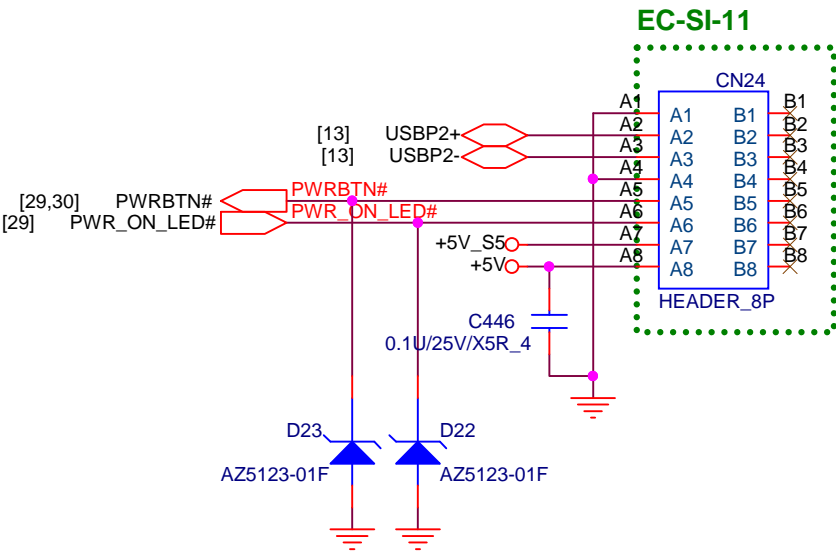 EC-SI-11
CN24
A1 A1 B1 B1
[13] USBP2+ A2 A2 B2 B2
[13] USBP2- A3 A3 B3 B3
A4 A4 B4 B4
[29,30] PWRBTN# PWRBTN# A5 A5 B5 B5
[29] PWR_ON_LED# PWR_ON_LED# A6 A6 B6 B6
+5V_S5 A7 A7 B7 B7
+5V A8 A8 B8 B8
HEADER_8P
C446
0.1U/25V/X5R_4
D23 D22
AZ5123-01F AZ5123-01F